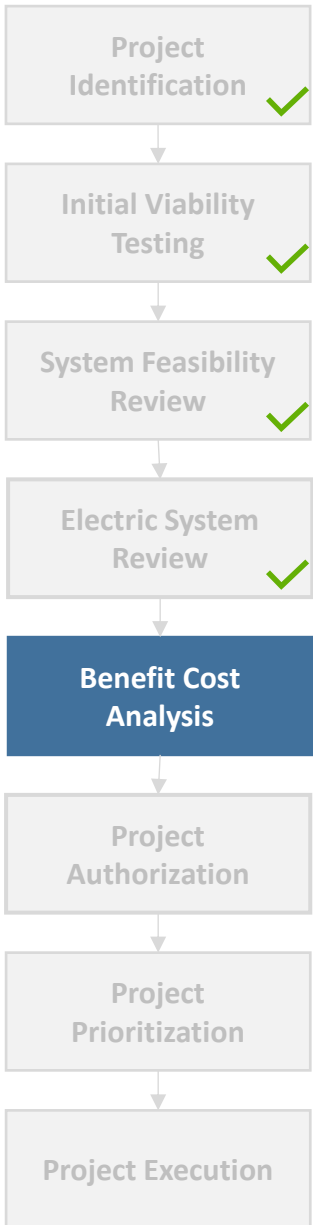 Project
Identification
Initial Viability
Testing
System Feasibility
Review
Electric System
Review
Benefit Cost
Analysis
Project
Authorization
Project
Prioritization
Project Execution